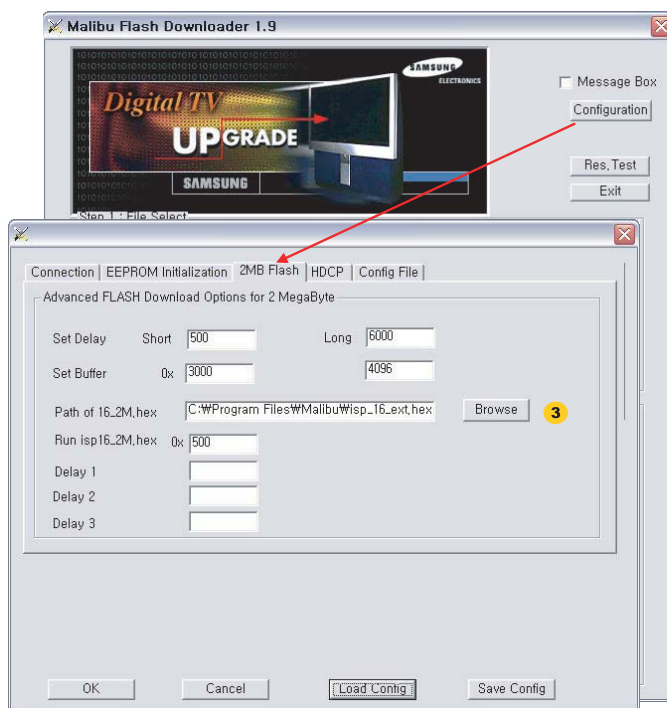 Malibu Flash Downloader 1.9
SAMSUNG
ELECTRONICS
Digital TV
UPGRADE
SAMSUNG
Message Box
Configuration
Res, Test
Exit
Step 1 : File Select
Connection EEPROM Initialization 2MB Flash HDCP Config File
Advanced FLASH Download Options for 2 MegaByte
Set Delay Short 500 Long 6000
Set Buffer 0x 3000 4096
Path of 16_2M,hex C:₩Program Files₩Malibu₩isp_16_ext,hex Browse 3
Run isp16_2M,hex 0x 500
Delay 1
Delay 2
Delay 3
OK Cancel Load Config Save Config